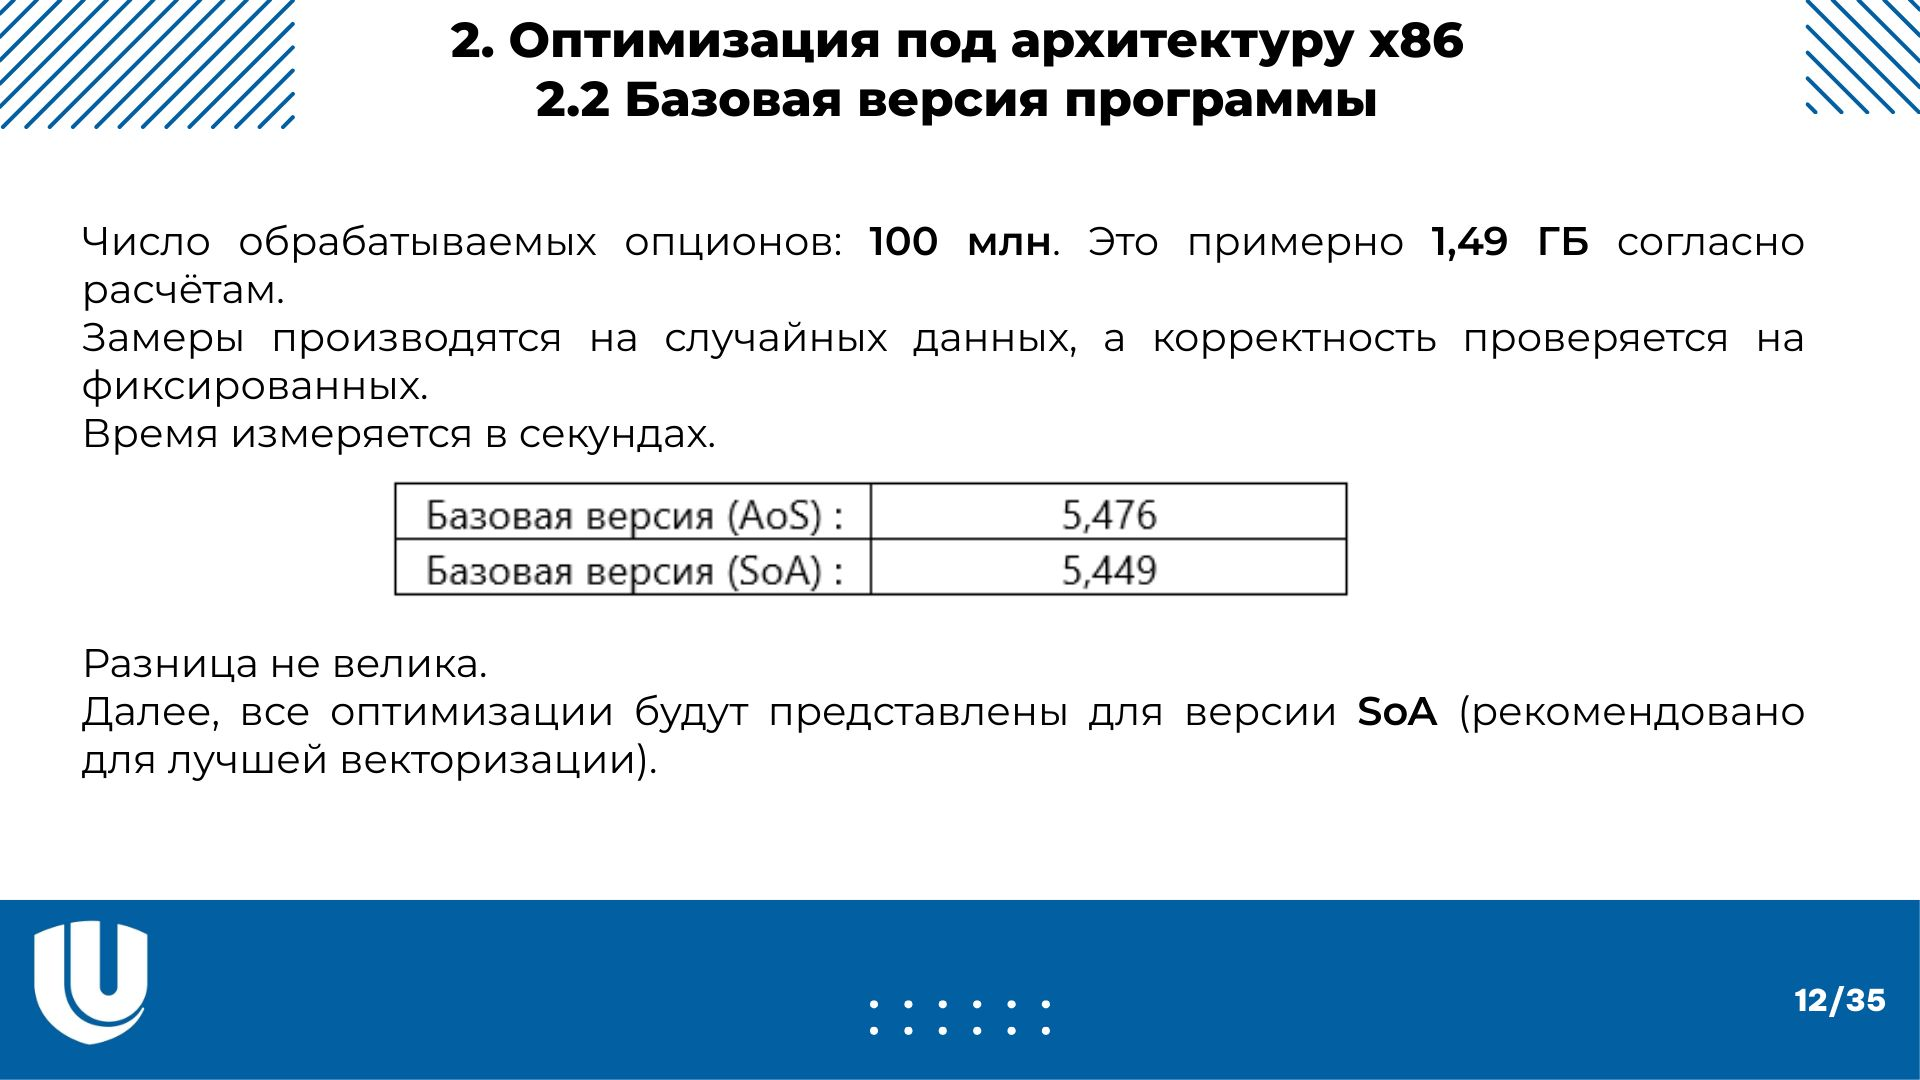 2. Оптимизация под архитектуру x86
2.2 Базовая версия программы
Число обрабатываемых опционов: 100 млн. Это примерно 1,49 ГБ согласно
расчётам.
Замеры производятся на случайных данных, а корректность проверяется на
фиксированных.
Время измеряется в секундах.
Базовая версия (AoS) : 5,476
Базовая версия (SoA) : 5,449
Разница не велика.
Далее, все оптимизации будут представлены для версии SoA (рекомендовано
для лучшей векторизации).
12/35